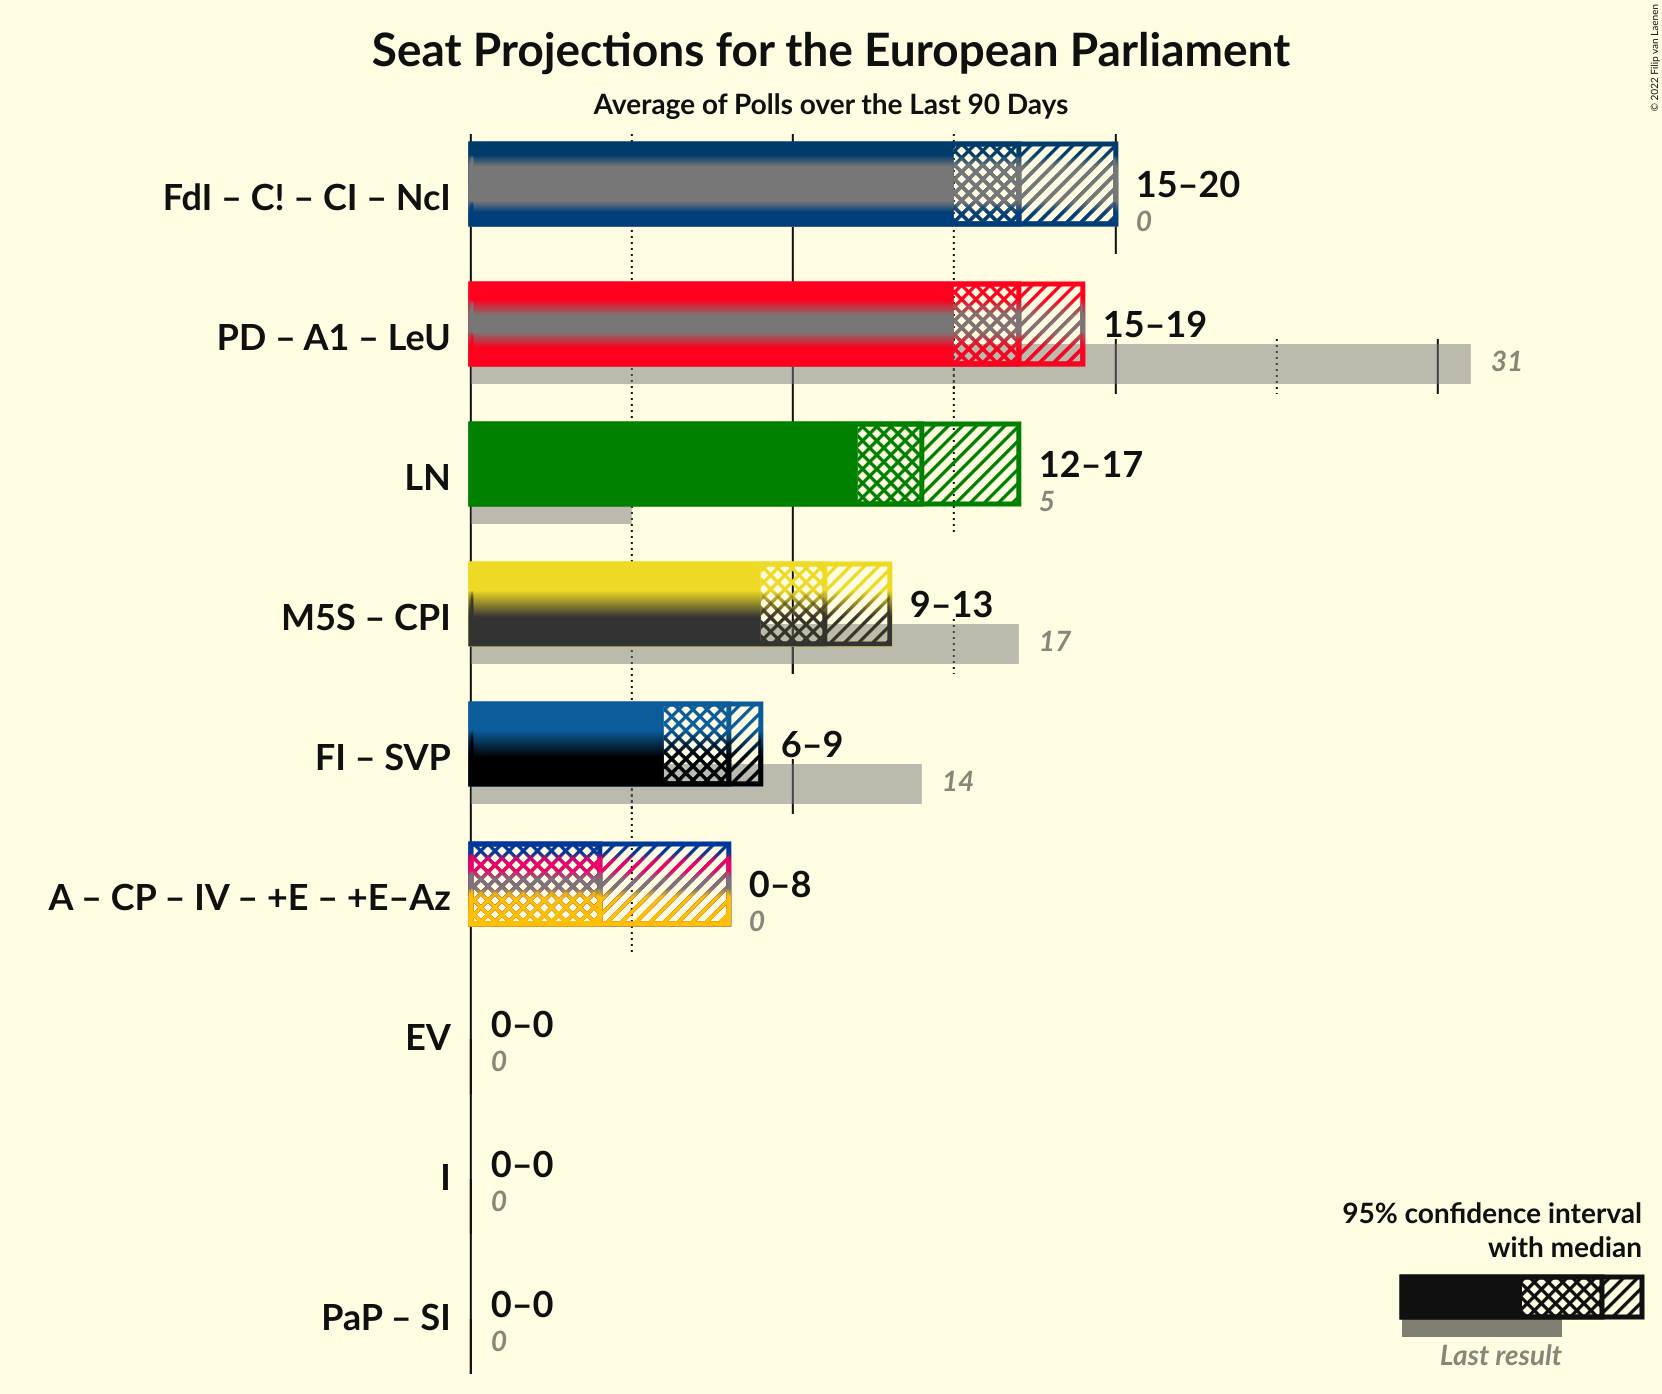 Seat Projections for the European Parliament
Average of Polls over the Last 90 Days
© 2022 Filip van Laenen
FdI – C! – CI – NcI
15–20
0
PD – A1 – LeU
15–19
31
LN
12–17
5
M5S – CPI
9–13
17
FI – SVP
6–9
14
A – CP – IV – +E – +E–Az
0–8
0
EV
0–0
0
I
0–0
0
PaP – SI
0–0
0
95% confidence interval
with median
Last result